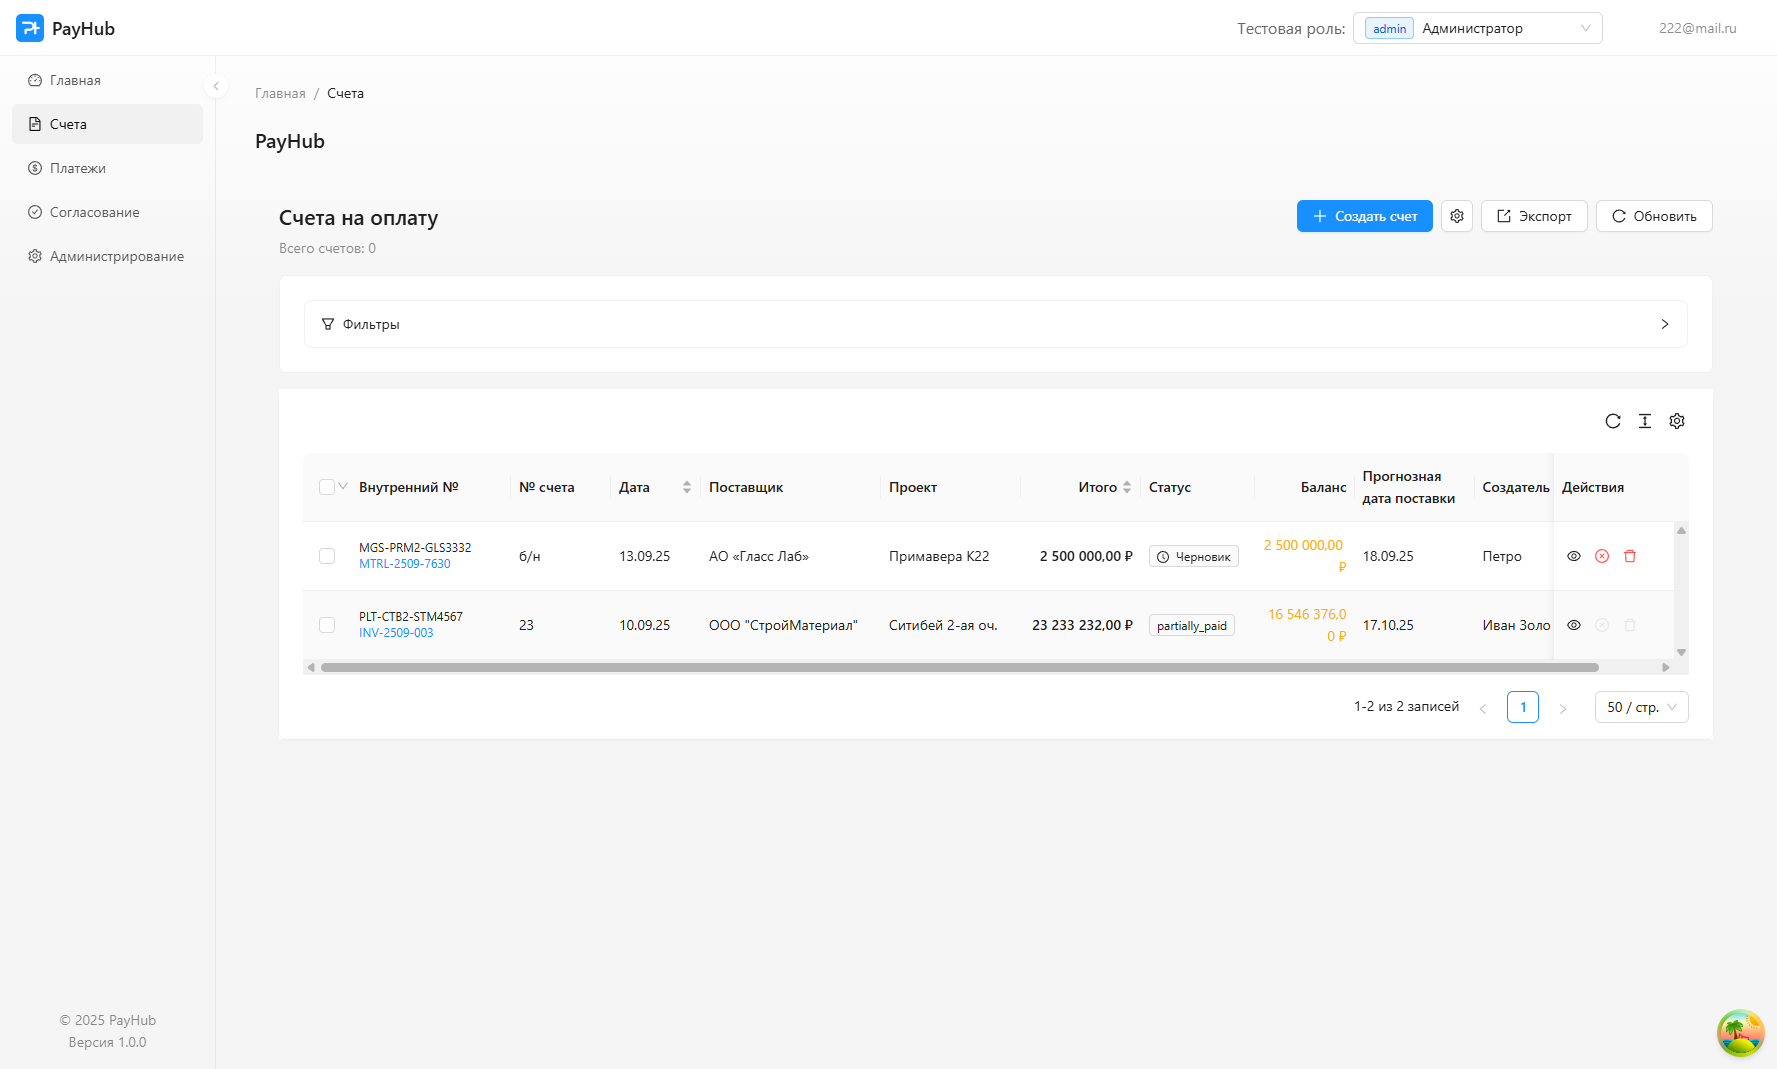 PayHub
Тестовая роль: admin Администратор
222@mail.ru
Главная
Счета
Платежи
Согласование
Администрирование
Главная / Счета
PayHub
Счета на оплату
Всего счетов: 0
Создать счет
Экспорт
Обновить
Фильтры
Внутренний № № счета Дата Поставщик Проект Итого Статус Баланс Прогнозная дата поставки Создатель Действия
MGS-PRM2-GLS3332
MTRL-2509-7630
б/н 13.09.25 АО «Гласс Лаб» Примавера К22 2 500 000,00 ₽ Черновик 2 500 000,00 ₽ 18.09.25 Петро
PLT-CTB2-STM4567
INV-2509-003
23 10.09.25 ООО "СтройМатериал" Ситибей 2-ая оч. 23 233 232,00 ₽ partially_paid 16 546 376,00 ₽ 17.10.25 Иван Золо
1-2 из 2 записей 1 50 / стр.
© 2025 PayHub
Версия 1.0.0